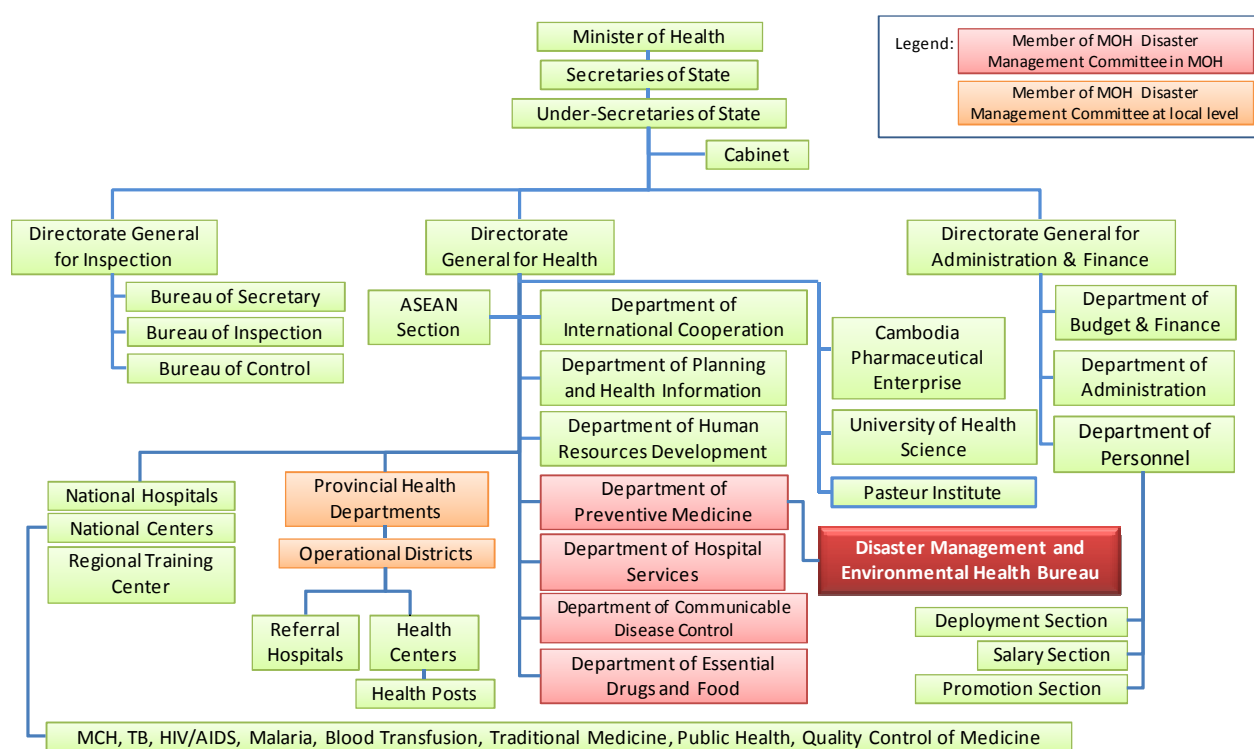 Minister of Health
Secretaries of State
Under-Secretaries of State
Cabinet
Legend:
Member of MOH Disaster
Management Committee in MOH
Member of MOH Disaster
Management Committee at local level
Directorate General
for Inspection
Bureau of Secretary
Bureau of Inspection
Bureau of Control
Directorate
General for Health
ASEAN
Section
Department of
International Cooperation
Department of Planning
and Health Information
Department of Human
Resources Development
Department of
Preventive Medicine
Department of Hospital
Services
Department of Communicable
Disease Control
Department of Essential
Drugs and Food
Cambodia
Pharmaceutical
Enterprise
University of Health
Science
Pasteur Institute
Disaster Management and
Environmental Health Bureau
Directorate General for
Administration & Finance
Department of
Budget & Finance
Department of
Administration
Department of
Personnel
Deployment Section
Salary Section
Promotion Section
National Hospitals
National Centers
Regional Training
Center
Provincial Health
Departments
Operational Districts
Referral
Hospitals
Health
Centers
Health Posts
MCH, TB, HIV/AIDS, Malaria, Blood Transfusion, Traditional Medicine, Public Health, Quality Control of Medicine